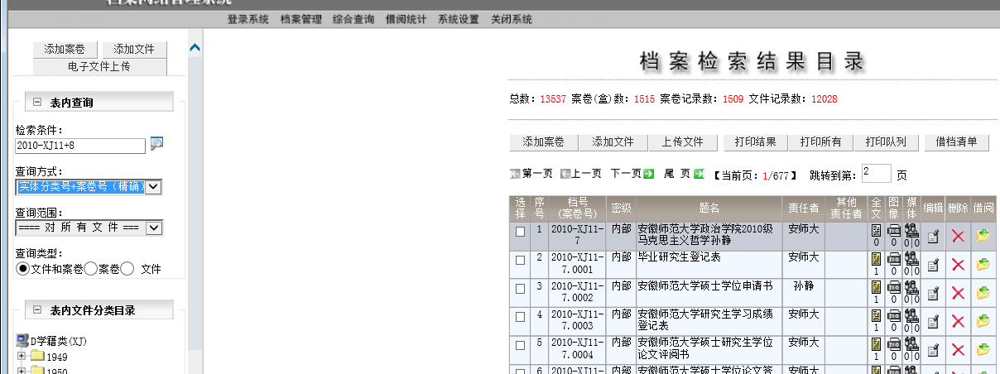 档案网络管理系统
登录系统 档案管理 综合查询 借阅统计 系统设置 关闭系统
添加案卷 添加文件
电子文件上传
表内查询
检索条件：
2010-XJ11+8
查询方式：
实体分类号+案卷号（精确）
查询范围：
==== 对 所 有 文 件 ===
查询类型：
文件和案卷 案卷 文件
表内文件分类目录
D学籍类(XJ)
1949
1950
档案检索结果目录
总数：13537 案卷(盒)数：1515 案卷记录数：1509 文件记录数：12028
添加案卷 添加文件 上传文件 打印结果 打印所有 打印队列 借档清单
第一页 上一页 下一页 尾 页 【当前页：1/677】 跳转到第：2 页
选择 序号 档号（案卷号） 密级 题名 责任者 其他责任者 全文 图像 媒体 编辑 删除 借阅
1 2010-XJ11-7 内部 安徽师范大学政治学院2010级马克思主义哲学孙静 安师大 0 0 0|0
2 2010-XJ11-7.0001 内部 毕业研究生登记表 安师大 1 0 0|0
3 2010-XJ11-7.0002 内部 安徽师范大学硕士学位申请书 孙静 1 0 0|0
4 2010-XJ11-7.0003 内部 安徽师范大学研究生学习成绩登记表 安师大 1 0 0|0
5 2010-XJ11-7.0004 内部 安徽师范大学硕士研究生学位论文评阅书 安师大 1 0 0|0
6 2010-XJ11- 内部 安徽师范大学硕士学位论文答 安师大